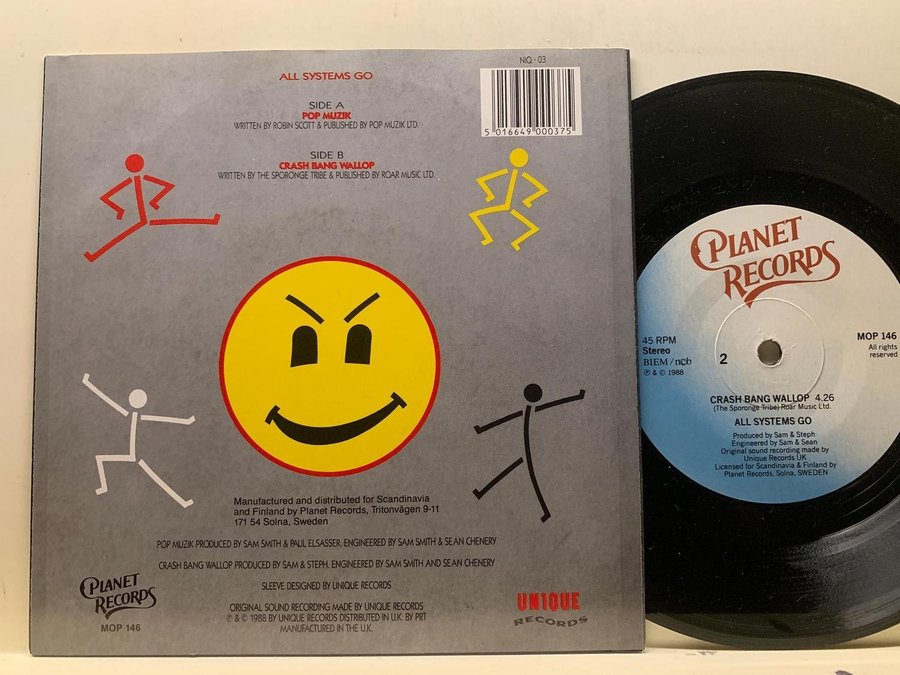 NIQ - 03
ALL SYSTEMS GO
5 016649 000375
SIDE A
POP MUZIK
WRITTEN BY ROBIN SCOTT & PUBLISHED BY POP MUZIK LTD.
SIDE B
CRASH BANG WALLOP
WRITTEN BY THE SPORONGE TRIBE & PUBLISHED BY ROAR MUSIC LTD.
Manufactured and distributed for Scandinavia
and Finland by Planet Records, Tritonvägen 9-11
171 54 Solna, Sweden
POP MUZIK PRODUCED BY SAM SMITH & PAUL ELSASSER. ENGINEERED BY SAM SMITH & SEAN CHENERY
CRASH BANG WALLOP PRODUCED BY SAM & STEPH. ENGINEERED BY SAM SMITH AND SEAN CHENERY
SLEEVE DESIGNED BY UNIQUE RECORDS
ORIGINAL SOUND RECORDING MADE BY UNIQUE RECORDS
℗ & © 1988 BY UNIQUE RECORDS DISTRIBUTED IN U.K. BY PRT
MANUFACTURED IN THE U.K.
PLANET
RECORDS
MOP 146
UN1QUE
RECORDS
PLANET
RECORDS
45 RPM
Stereo
BIEM/ncb
℗ & © 1988
2
MOP 146
All rights
reserved
CRASH BANG WALLOP 4.26
(The Sporonge Tribe) Roar Music Ltd.
ALL SYSTEMS GO
Produced by Sam & Steph
Engineered by Sam & Sean
Original sound recording made by
Unique Records UK
Licensed for Scandinavia & Finland by
Planet Records, Solna, SWEDEN